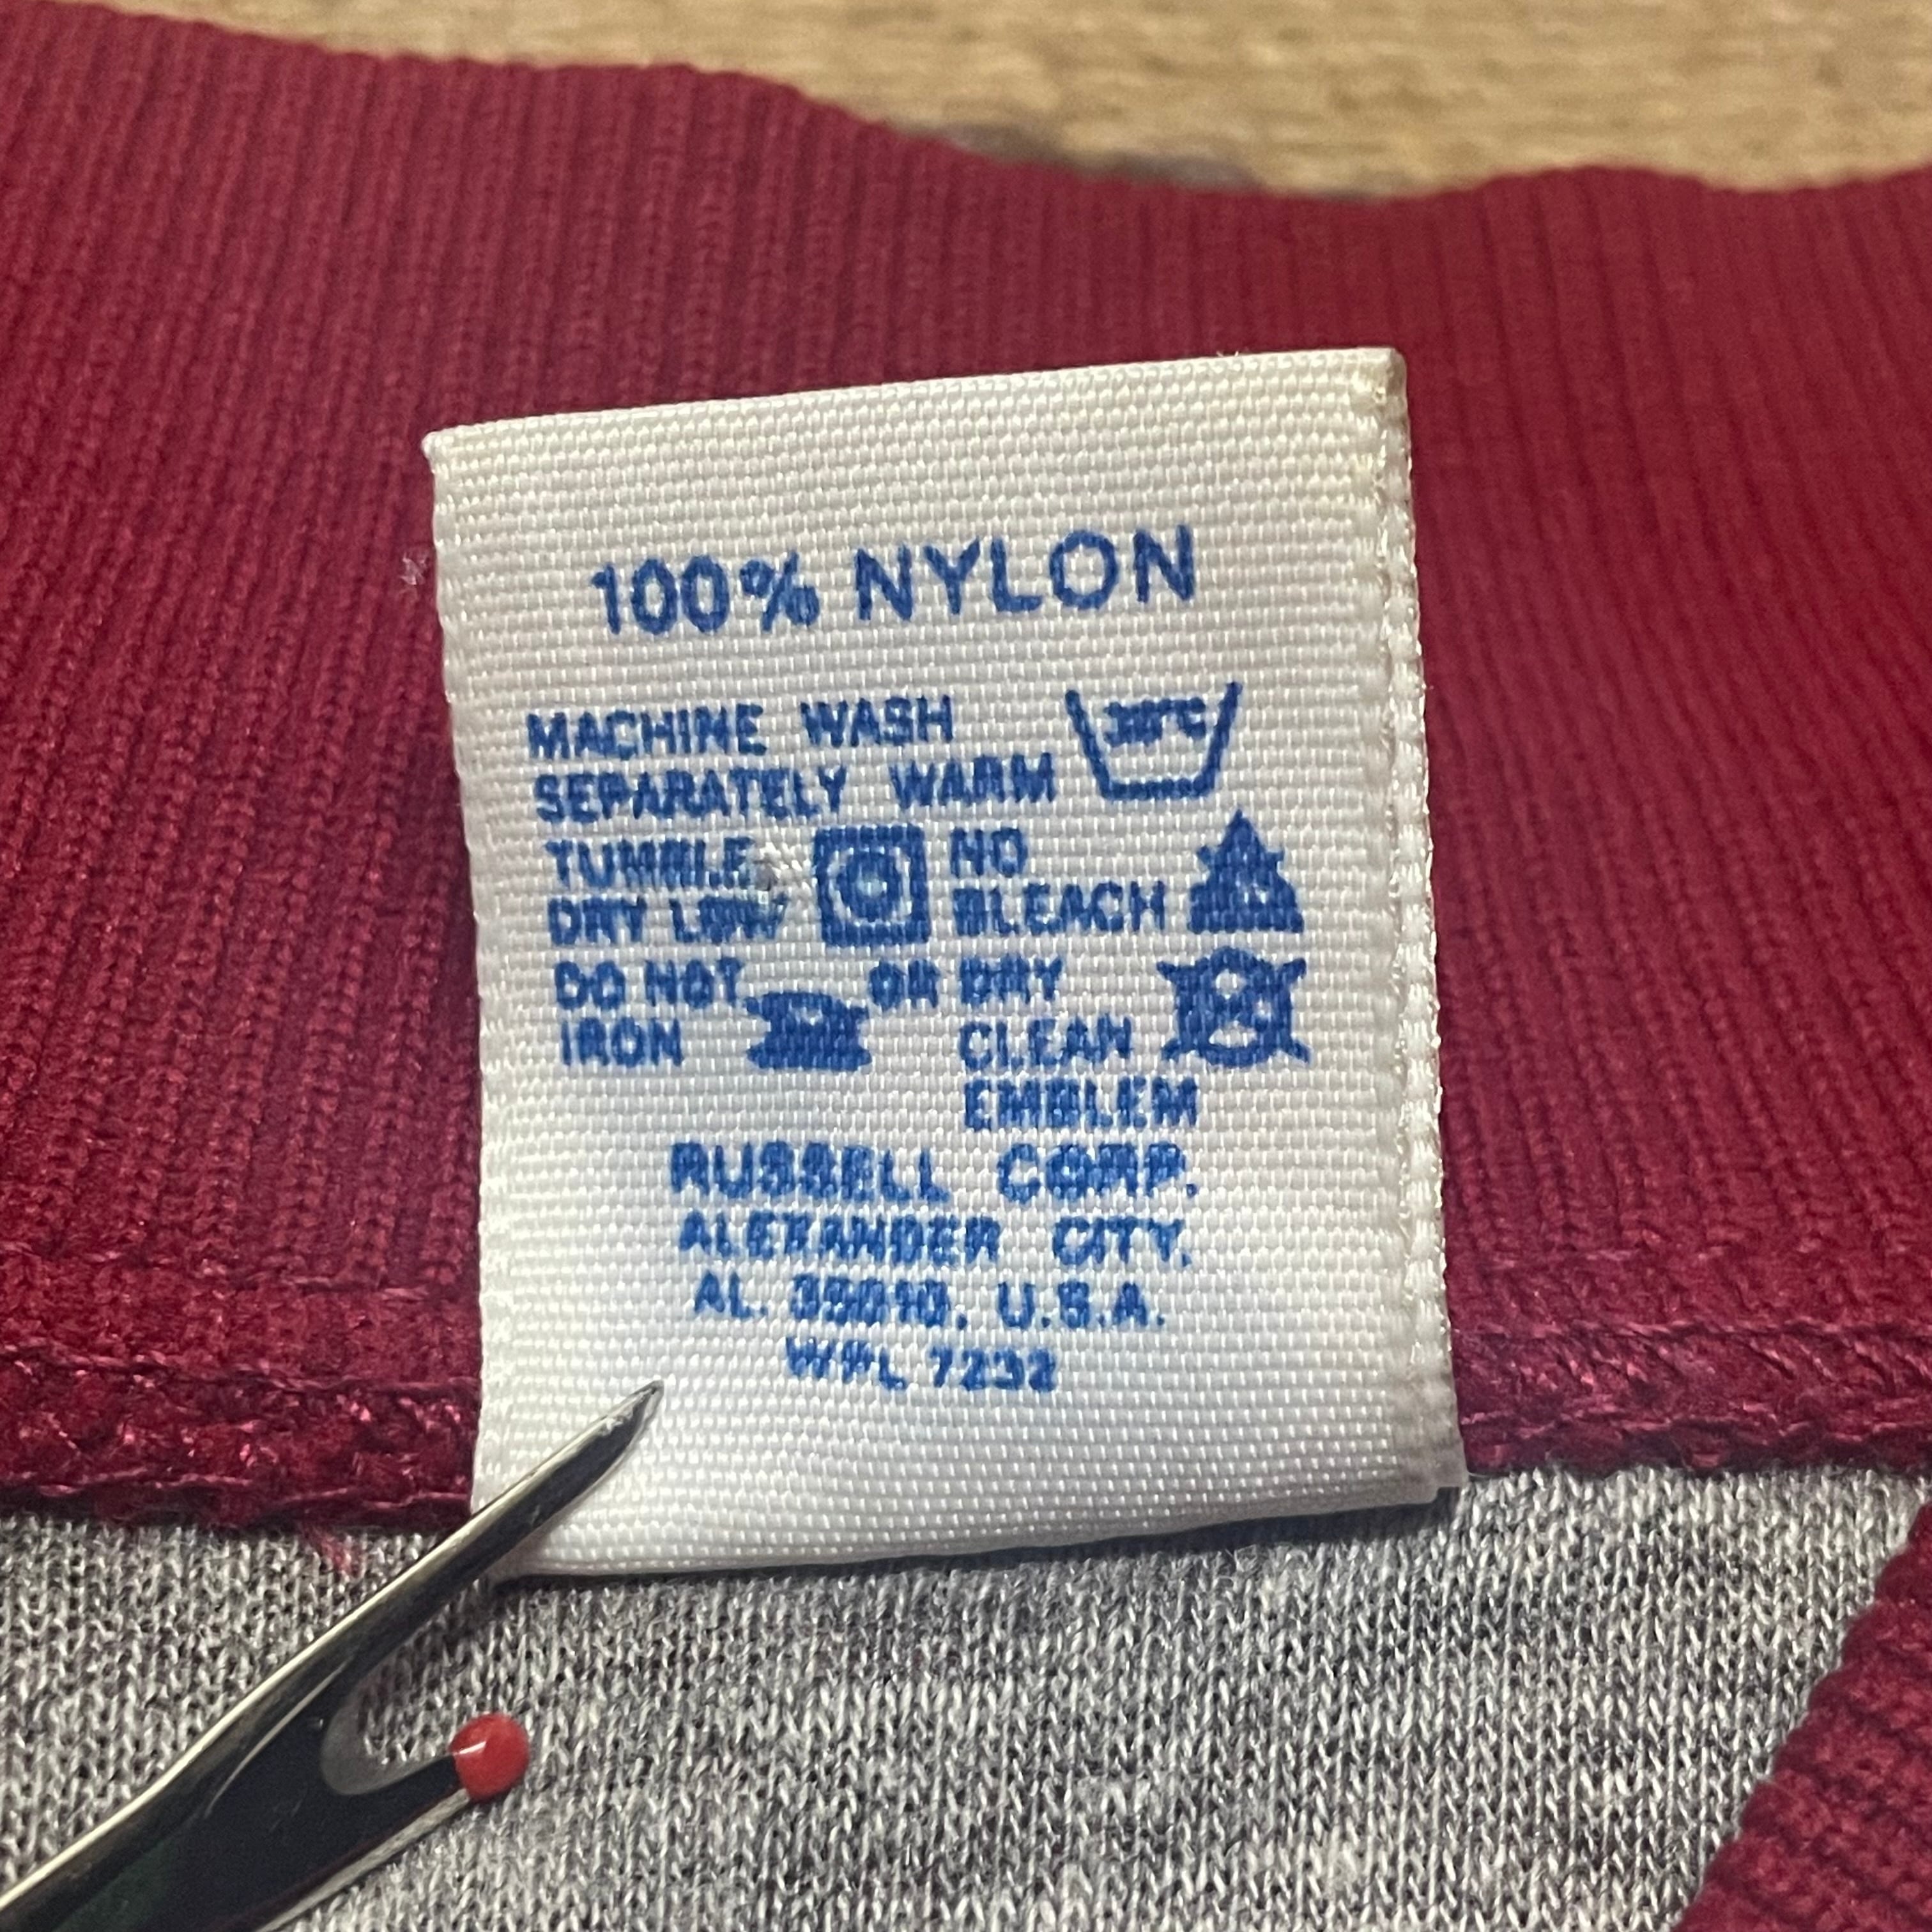 100% NYLON
MACHINE WASH
SEPARATELY WARM
30°C
TUMBLE
DRY LOW
NO
BLEACH
DO NOT
IRON
OR DRY
CLEAN
EMBLEM
RUSSELL CORP.
ALEXANDER CITY,
AL. 35010, U.S.A.
WPL 7232